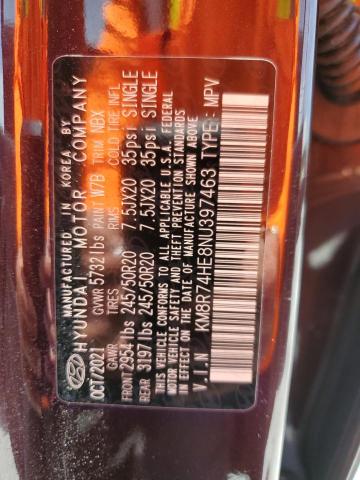 MANUFACTURED IN KOREA BY
HYUNDAI MOTOR COMPANY
OCT/2021 GVWR 5732 lbs PAINT W7B TRIM NBX
GAWR TIRES RIMS COLD TIRE INFL
FRONT 2954 lbs 245/50R20 7.5JX20 35psi SINGLE
REAR 3197 lbs 245/50R20 7.5JX20 35psi SINGLE
THIS VEHICLE CONFORMS TO ALL APPLICABLE U.S.A. FEDERAL
MOTOR VEHICLE SAFETY AND THEFT PREVENTION STANDARDS
IN EFFECT ON THE DATE OF MANUFACTURE SHOWN ABOVE.
V.I.N KM8R74HE8NU397463 TYPE: MPV